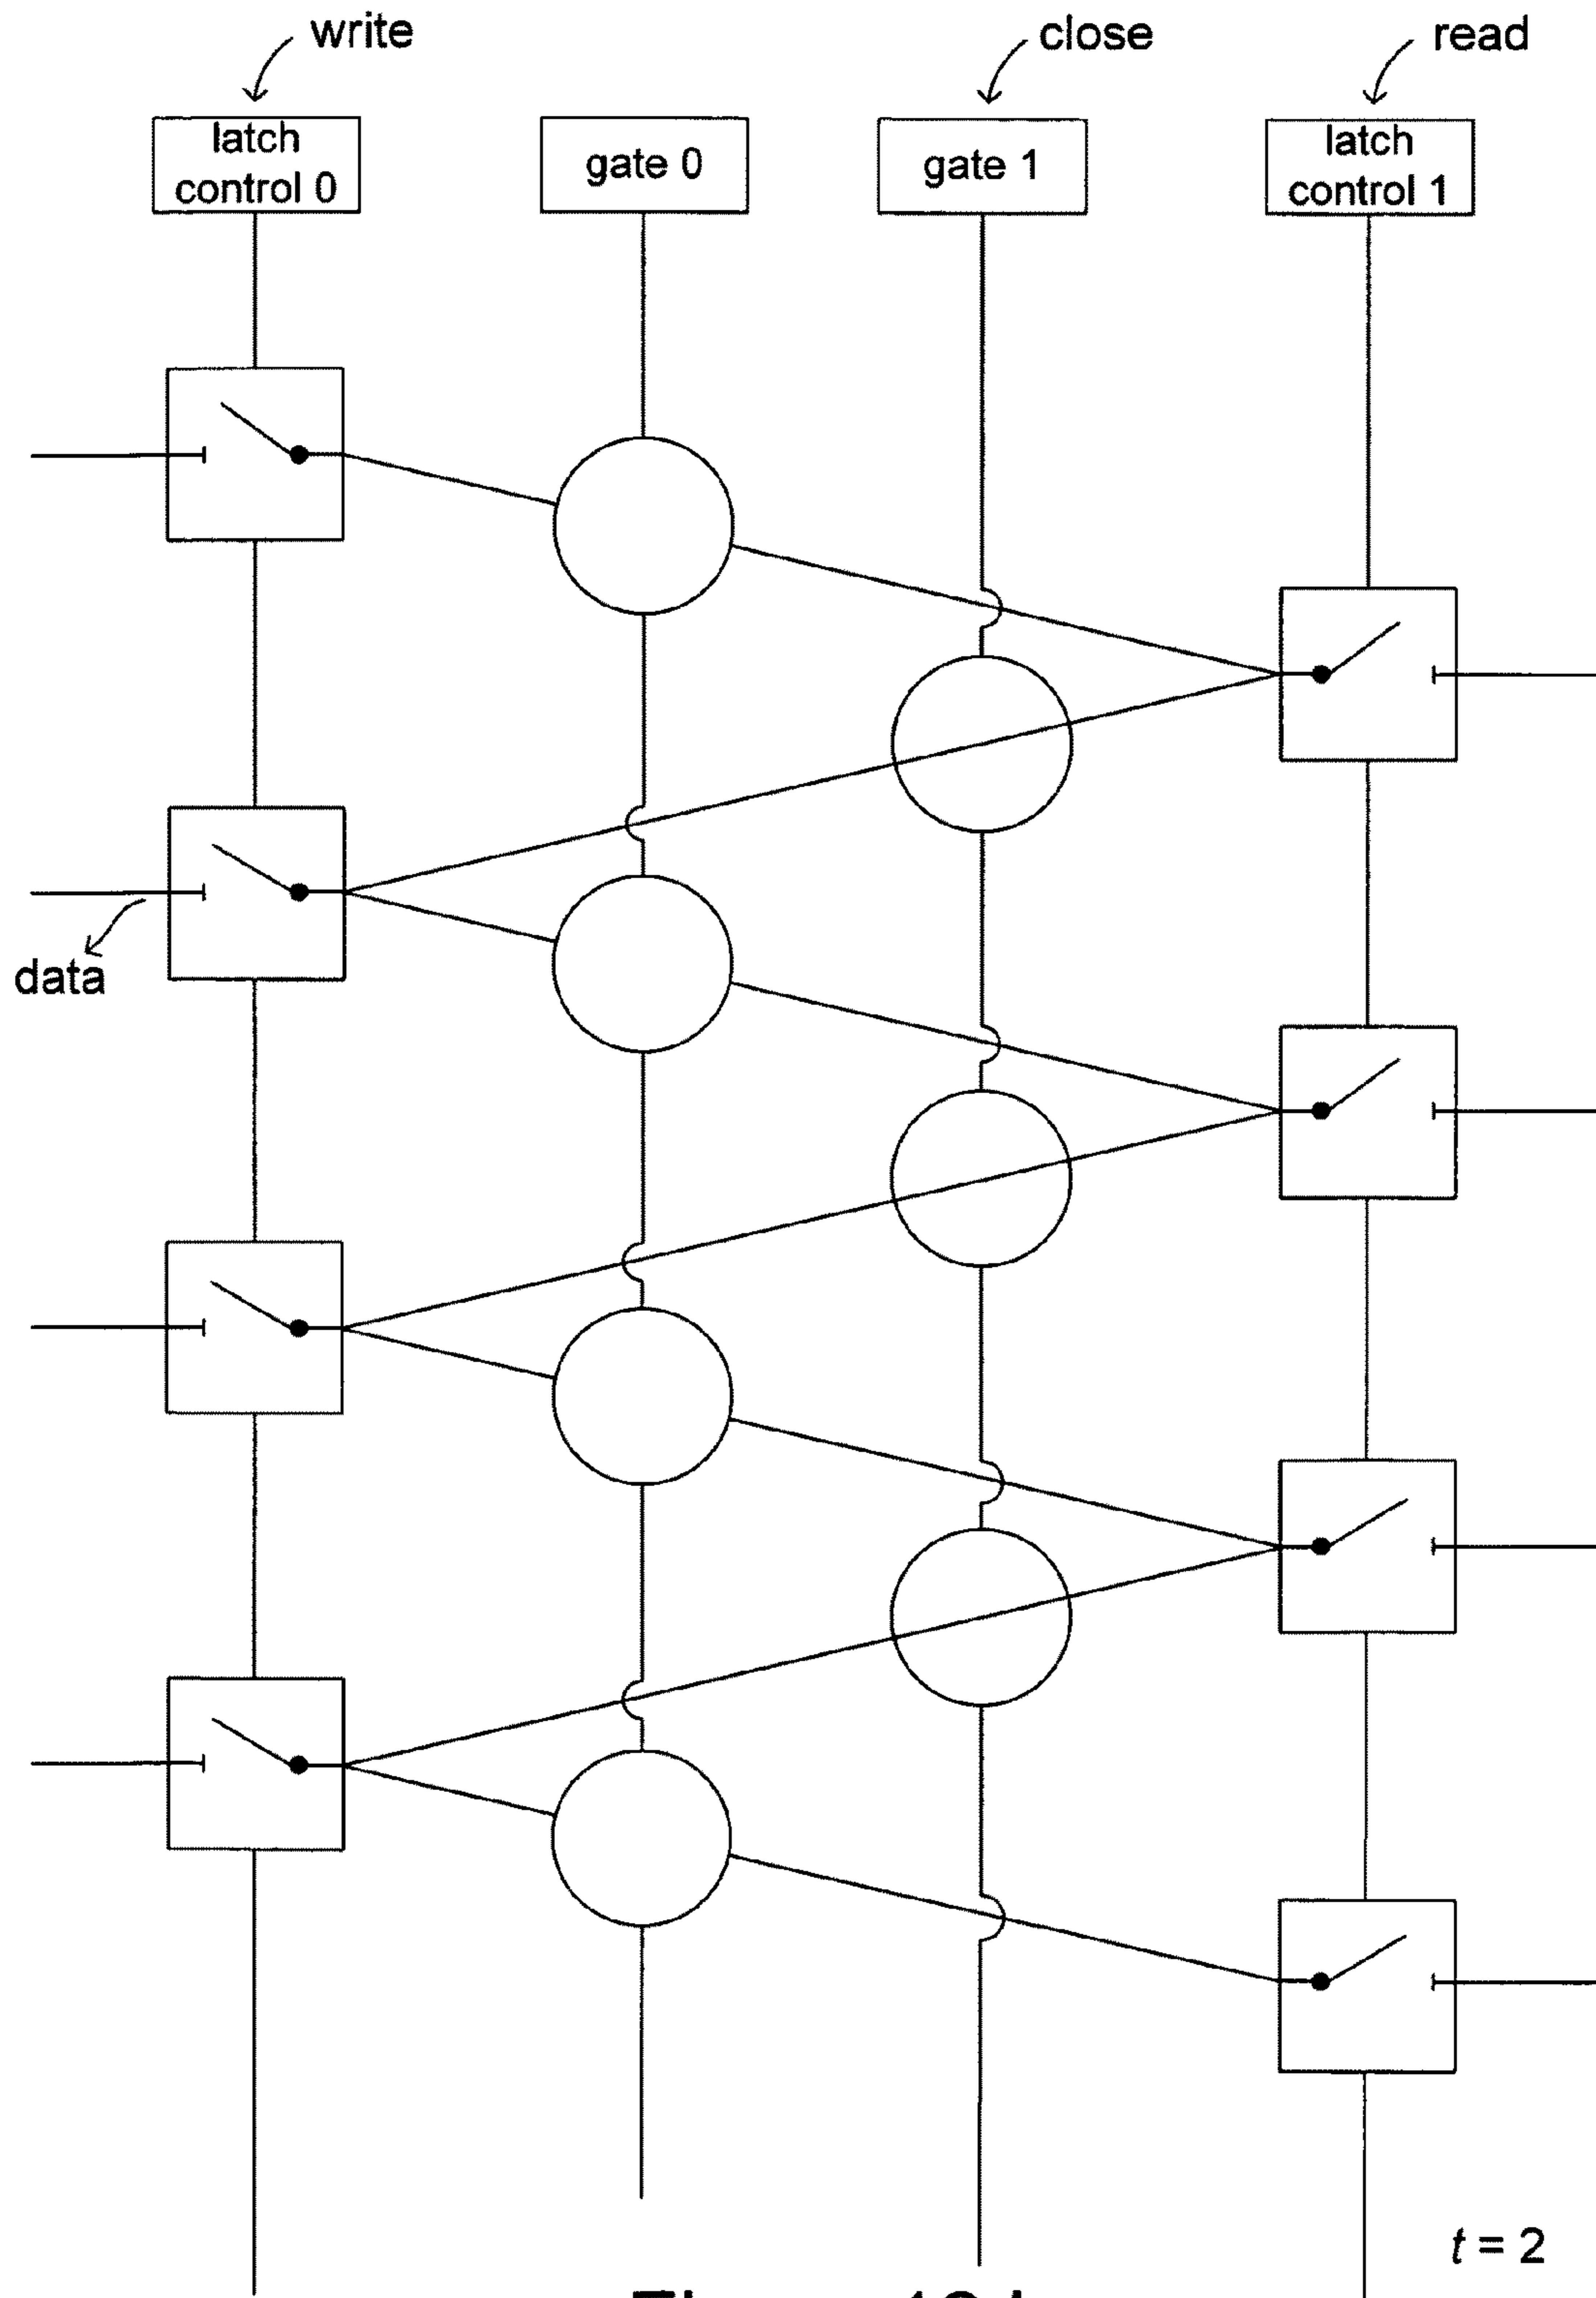 write
close
read
latch
control 0
gate 0
gate 1
latch
control 1
data
t = 2